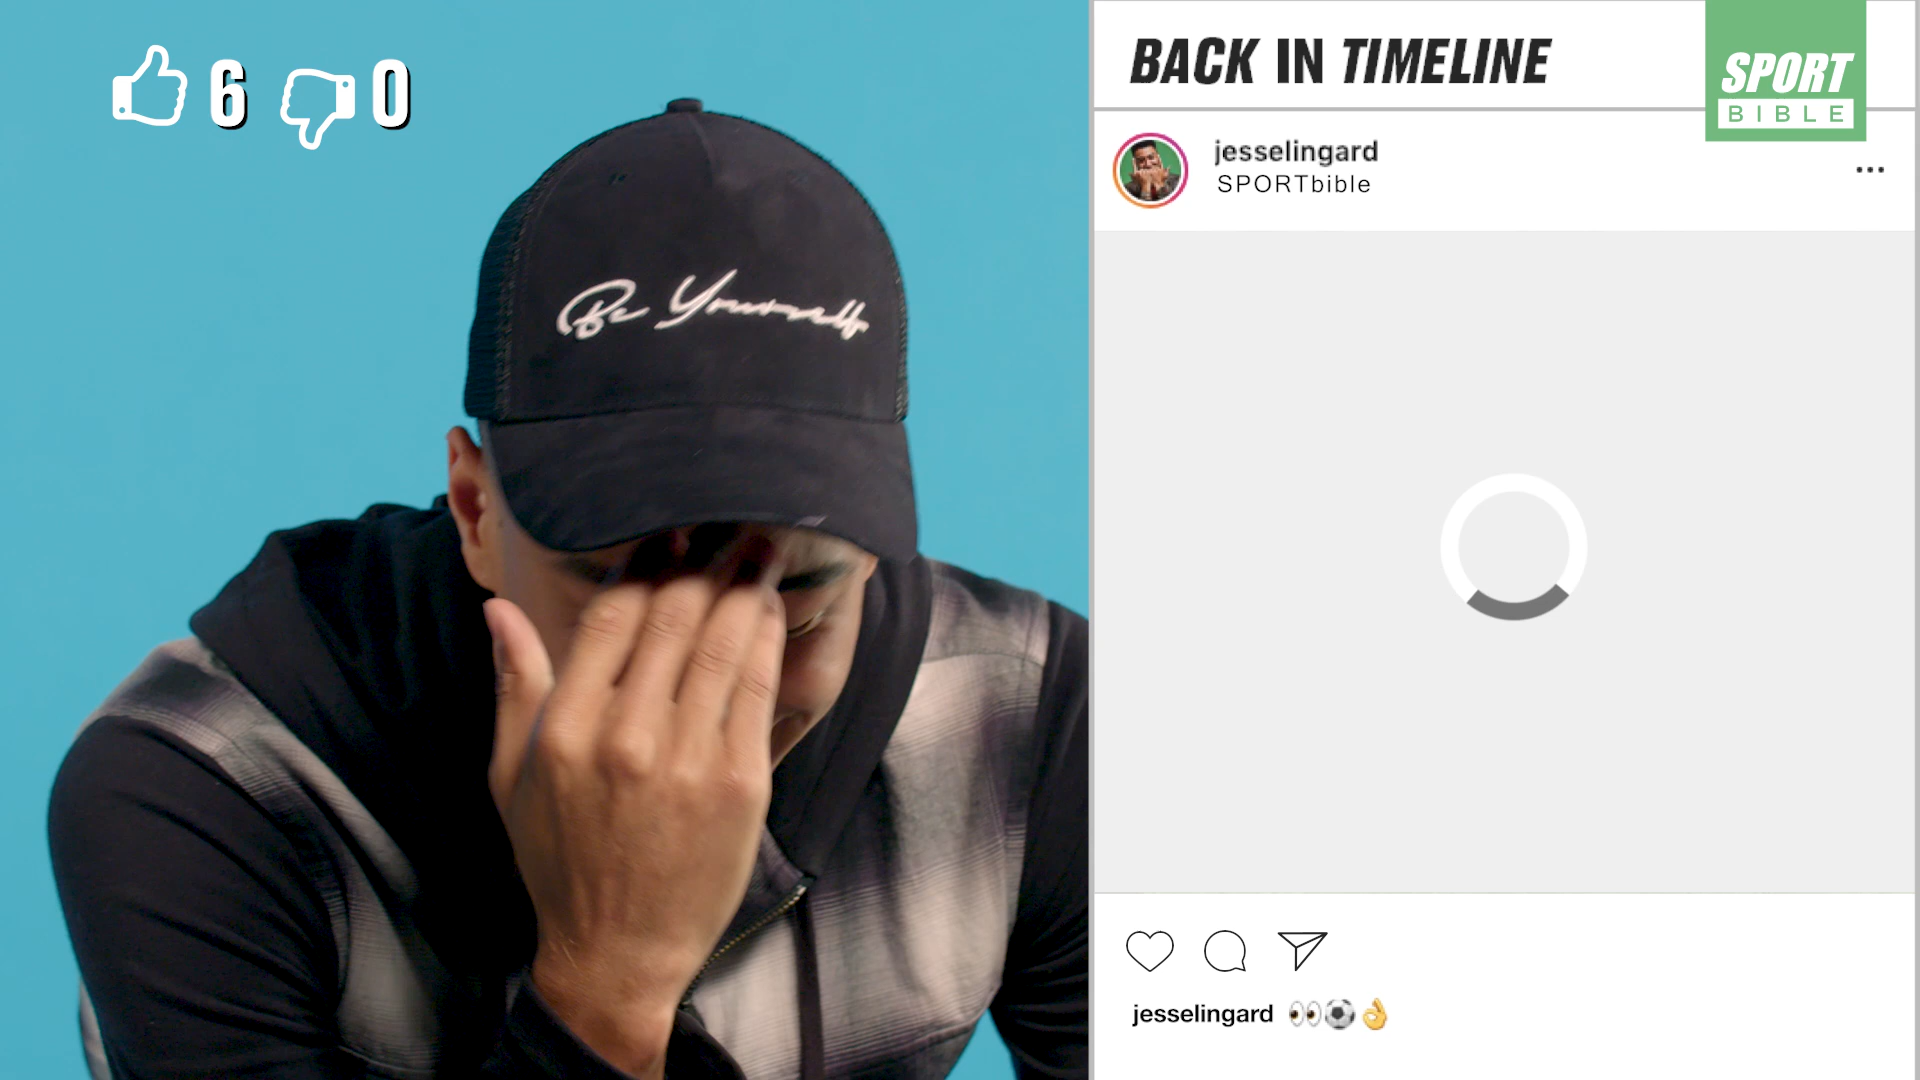 6 0
Be Yourself
BACK IN TIMELINE
SPORT
BIBLE
jesselingard
SPORTbible
jesselingard 👀⚽👌